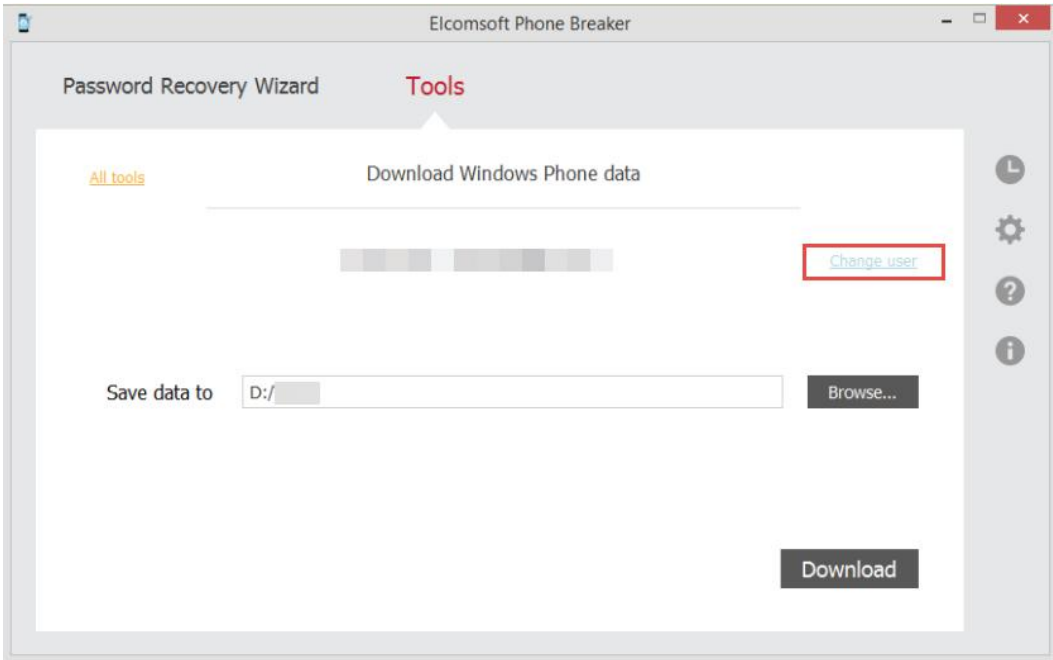 Elcomsoft Phone Breaker
Password Recovery Wizard Tools
All tools
Download Windows Phone data
Change user
Save data to D:/
Browse...
Download